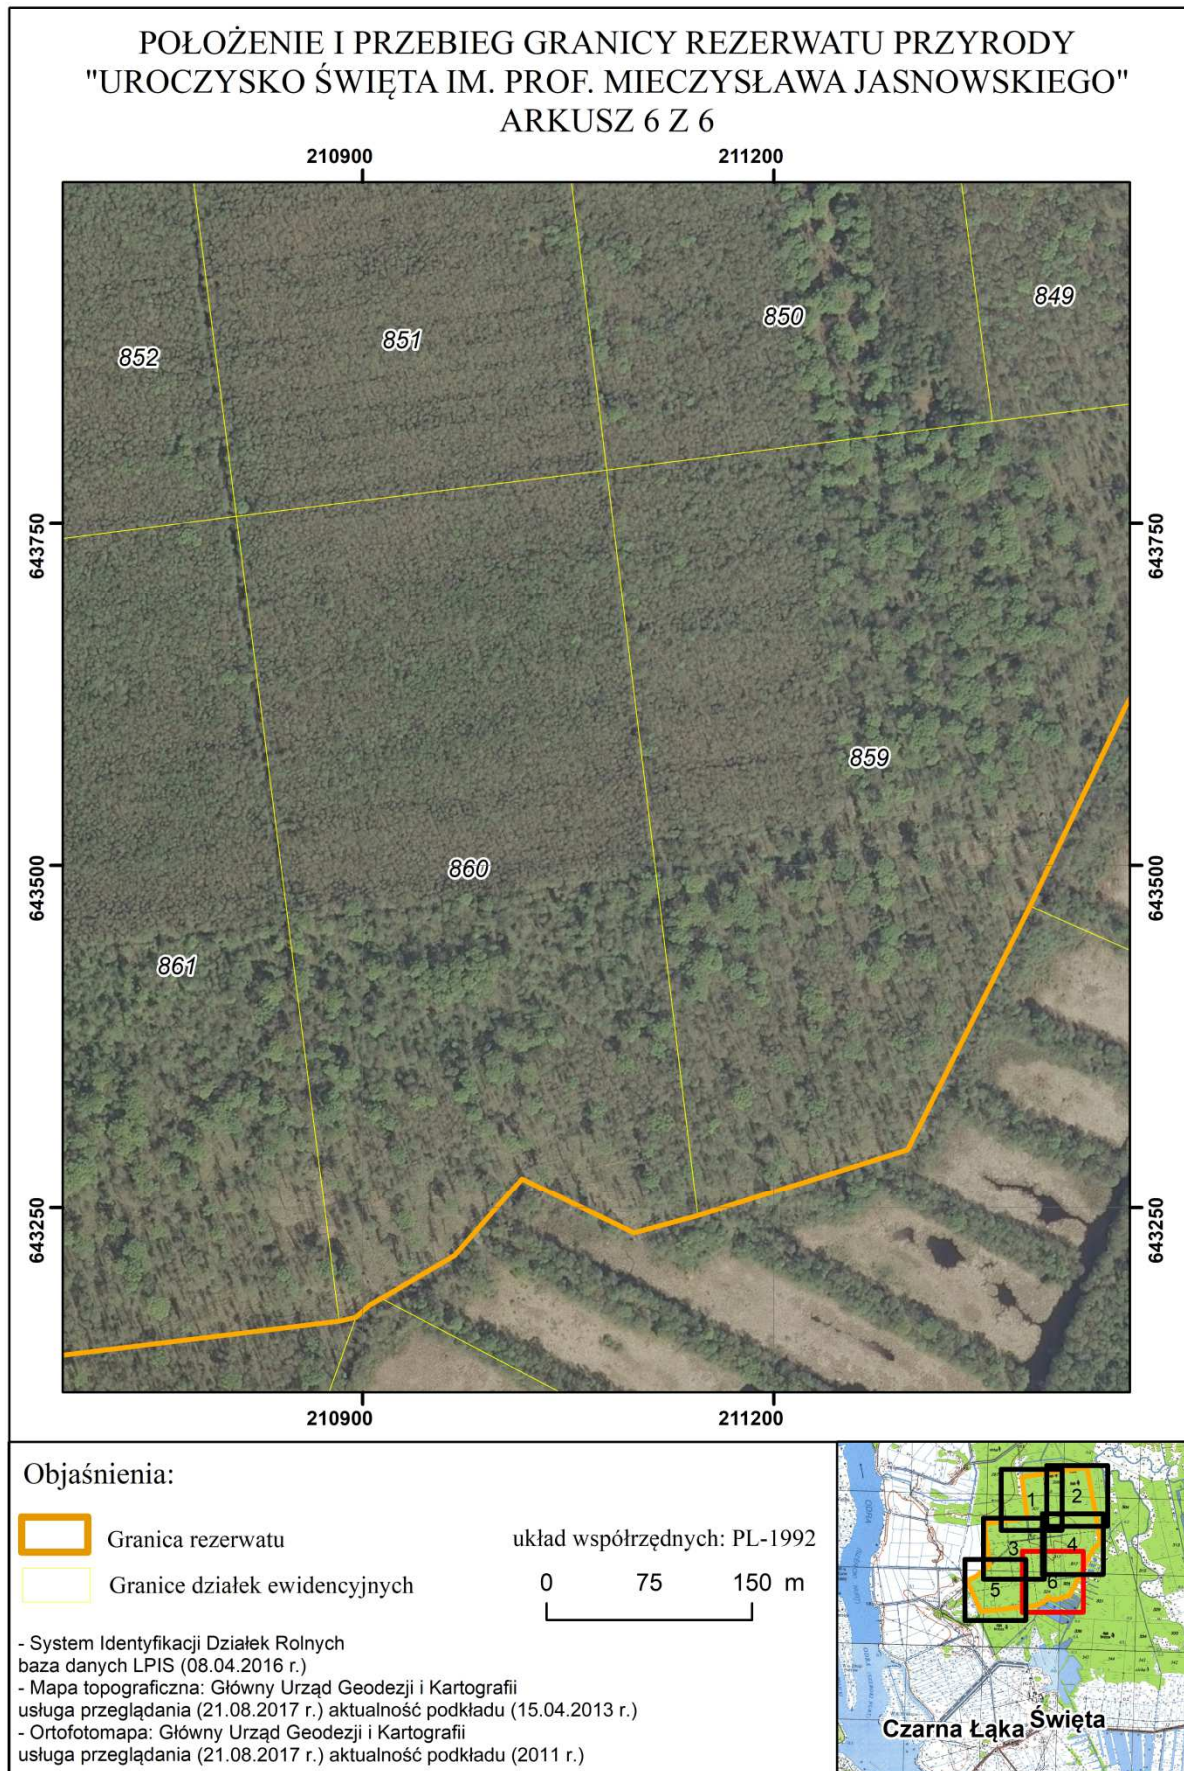 POŁOŻENIE I PRZEBIEG GRANICY REZERWATU PRZYRODY
"UROCZYSKO ŚWIĘTA IM. PROF. MIECZYSŁAWA JASNOWSKIEGO"
ARKUSZ 6 Z 6
210900 211200
849
850
851
852
643750 643750
859
643500 643500
860
861
643250 643250
210900 211200
Objaśnienia:
Granica rezerwatu
Granice działek ewidencyjnych
układ współrzędnych: PL-1992
0 75 150 m
- System Identyfikacji Działek Rolnych
baza danych LPIS (08.04.2016 r.)
- Mapa topograficzna: Główny Urząd Geodezji i Kartografii
usługa przeglądania (21.08.2017 r.) aktualność podkładu (15.04.2013 r.)
- Ortofotomapa: Główny Urząd Geodezji i Kartografii
usługa przeglądania (21.08.2017 r.) aktualność podkładu (2011 r.)
1 2
3 4
5 6
Czarna Łąka Święta